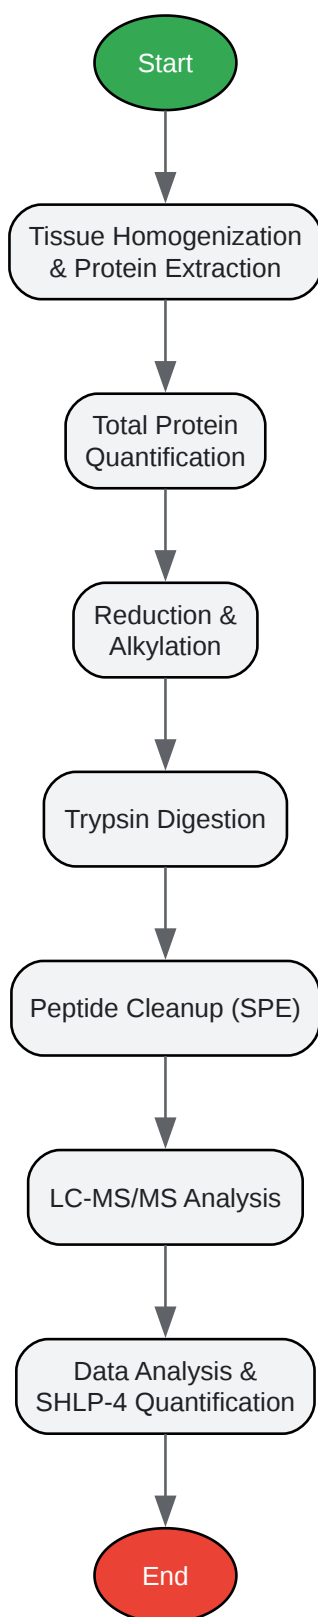 Start
Tissue Homogenization
& Protein Extraction
Total Protein
Quantification
Reduction &
Alkylation
Trypsin Digestion
Peptide Cleanup (SPE)
LC-MS/MS Analysis
Data Analysis &
SHLP-4 Quantification
End